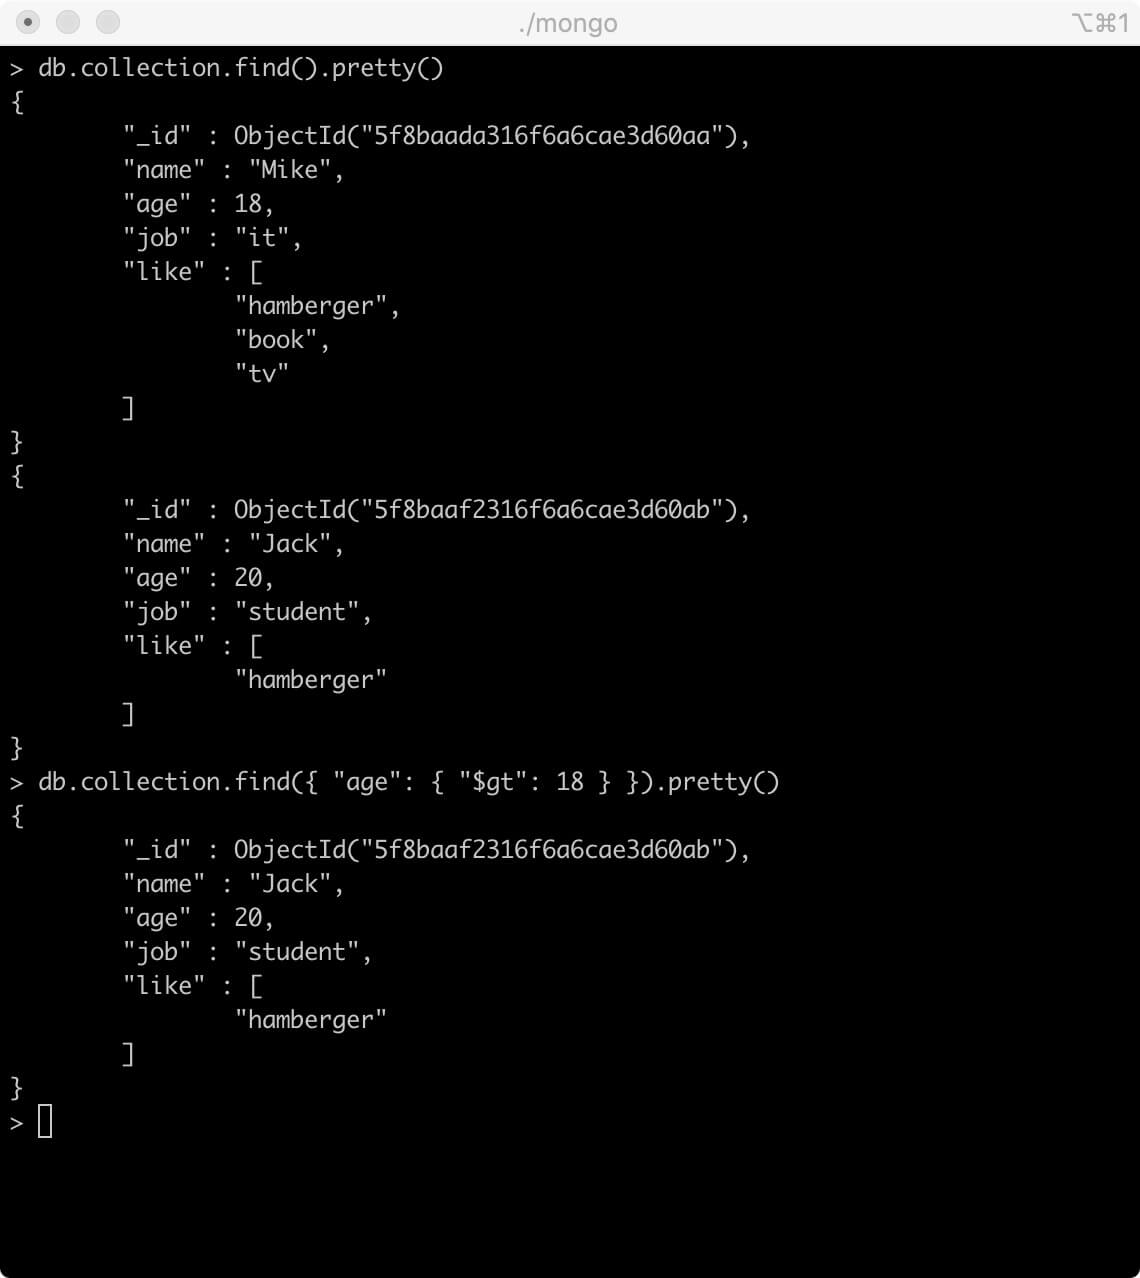 ./mongo
⌥⌘1
> db.collection.find().pretty()
{
        "_id" : ObjectId("5f8baada316f6a6cae3d60aa"),
        "name" : "Mike",
        "age" : 18,
        "job" : "it",
        "like" : [
                "hamberger",
                "book",
                "tv"
        ]
}
{
        "_id" : ObjectId("5f8baaf2316f6a6cae3d60ab"),
        "name" : "Jack",
        "age" : 20,
        "job" : "student",
        "like" : [
                "hamberger"
        ]
}
> db.collection.find({ "age": { "$gt": 18 } }).pretty()
{
        "_id" : ObjectId("5f8baaf2316f6a6cae3d60ab"),
        "name" : "Jack",
        "age" : 20,
        "job" : "student",
        "like" : [
                "hamberger"
        ]
}
>